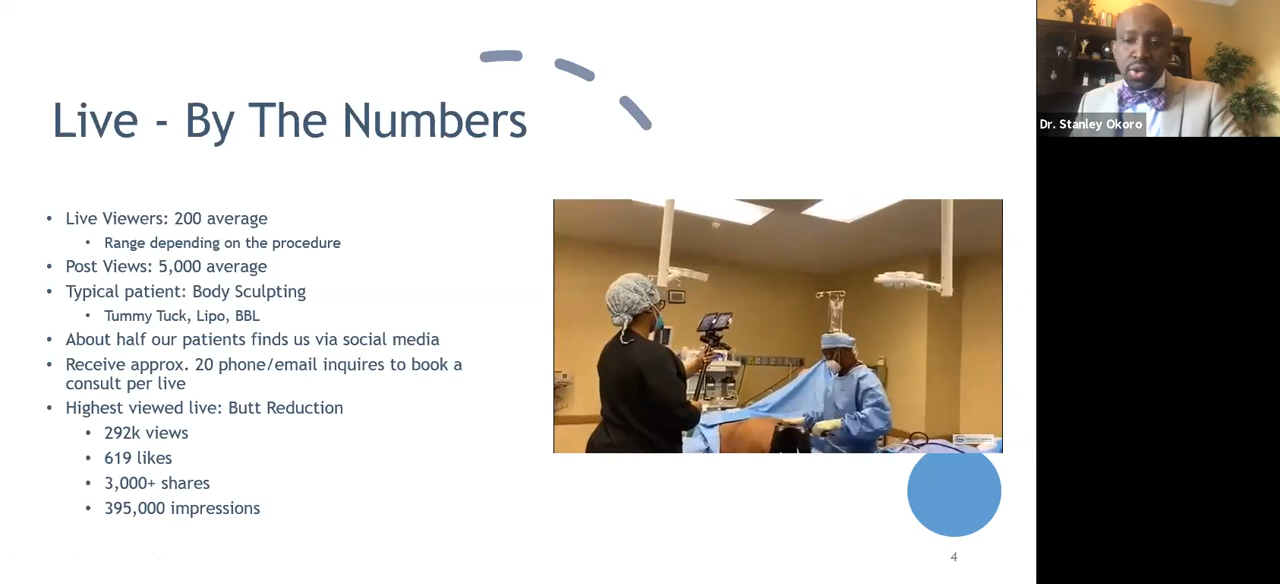 Live - By The Numbers
• Live Viewers: 200 average
• Range depending on the procedure
• Post Views: 5,000 average
• Typical patient: Body Sculpting
• Tummy Tuck, Lipo, BBL
• About half our patients finds us via social media
• Receive approx. 20 phone/email inquires to book a
consult per live
• Highest viewed live: Butt Reduction
• 292k views
• 619 likes
• 3,000+ shares
• 395,000 impressions
4
Dr. Stanley Okoro